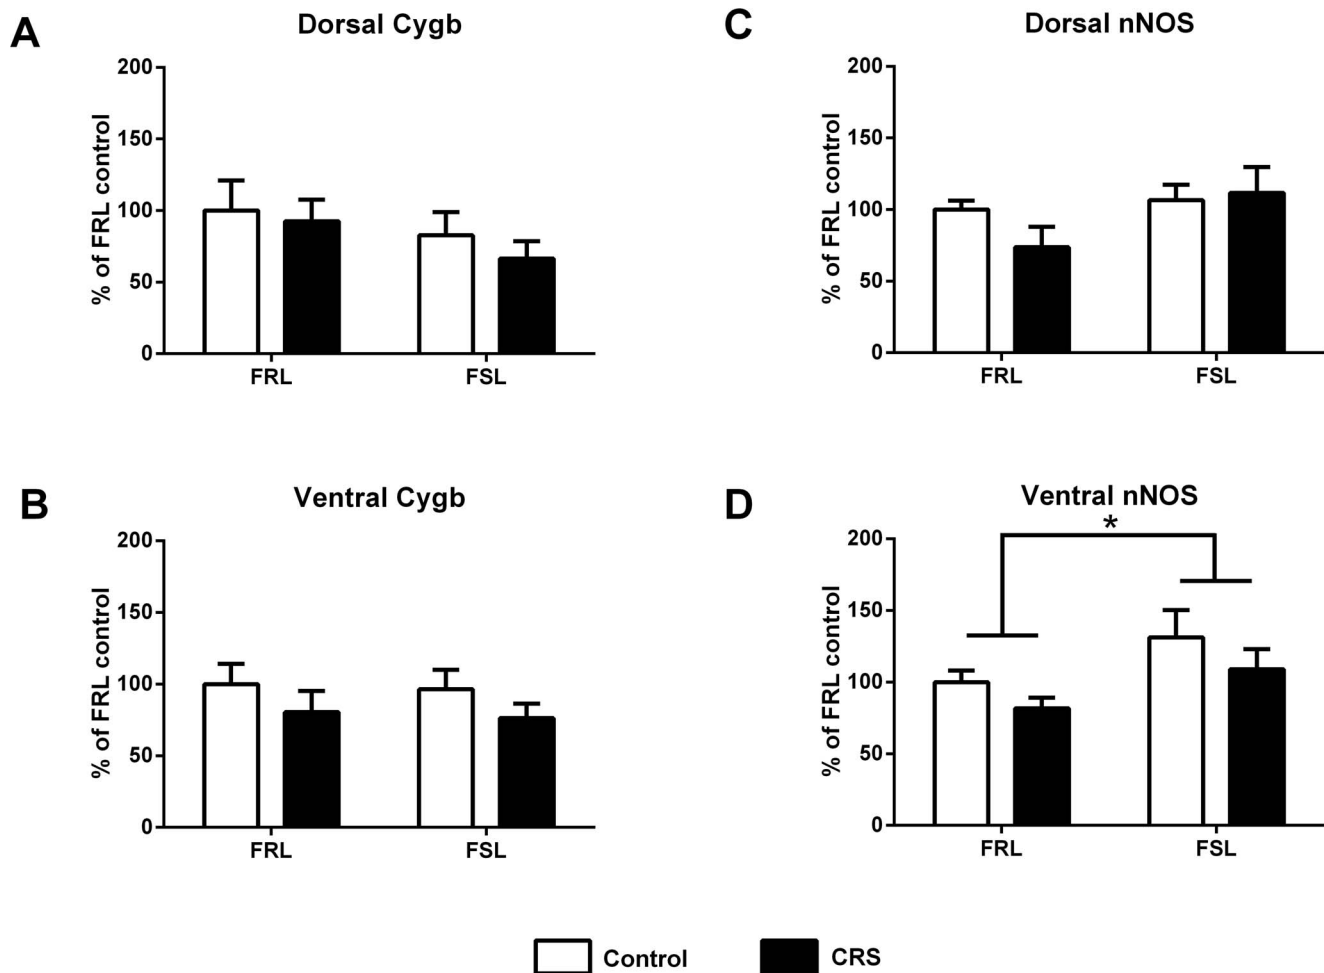 A
Dorsal Cygb
% of FRL control
200
150
100
50
0
FRL FSL
C
Dorsal nNOS
% of FRL control
200
150
100
50
0
FRL FSL
B
Ventral Cygb
% of FRL control
200
150
100
50
0
FRL FSL
D
Ventral nNOS
*
% of FRL control
200
150
100
50
0
FRL FSL
Control CRS